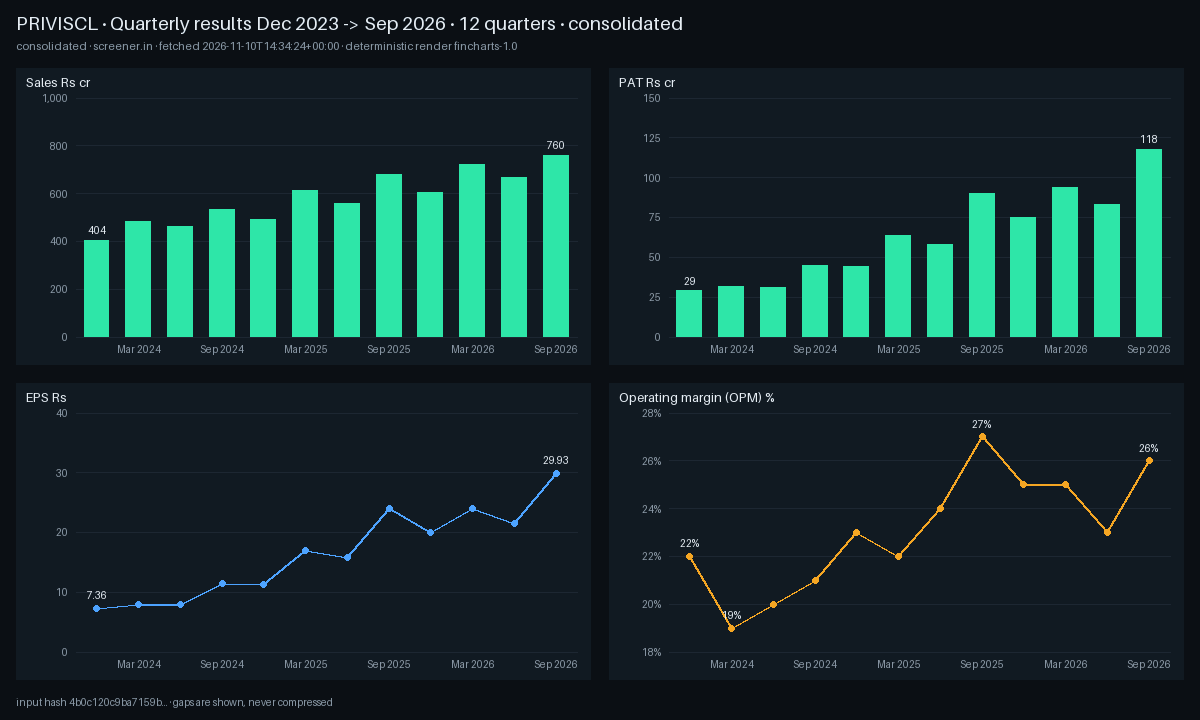 PRIVISCL · Quarterly results Dec 2023 -> Sep 2026 · 12 quarters · consolidated
consolidated · screener.in · fetched 2026-11-10T14:34:24+00:00 · deterministic render fincharts-1.0
Sales Rs cr
1,000
800
600
400
200
0
404
760
Mar 2024
Sep 2024
Mar 2025
Sep 2025
Mar 2026
Sep 2026
PAT Rs cr
150
125
100
75
50
25
0
29
118
Mar 2024
Sep 2024
Mar 2025
Sep 2025
Mar 2026
Sep 2026
EPS Rs
40
30
20
10
0
7.36
29.93
Mar 2024
Sep 2024
Mar 2025
Sep 2025
Mar 2026
Sep 2026
Operating margin (OPM) %
28%
26%
24%
22%
20%
18%
22%
19%
27%
26%
Mar 2024
Sep 2024
Mar 2025
Sep 2025
Mar 2026
Sep 2026
input hash 4b0c120c9ba7159b… · gaps are shown, never compressed